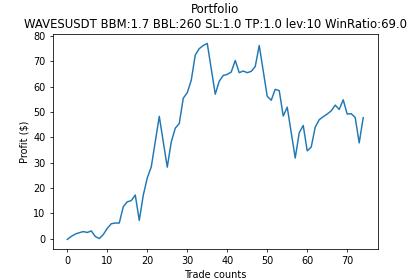 Portfolio
WAVESUSDT BBM:1.7 BBL:260 SL:1.0 TP:1.0 lev:10 WinRatio:69.0
80
70
60
50
40
30
20
10
0
Profit ($)
0 10 20 30 40 50 60 70
Trade counts